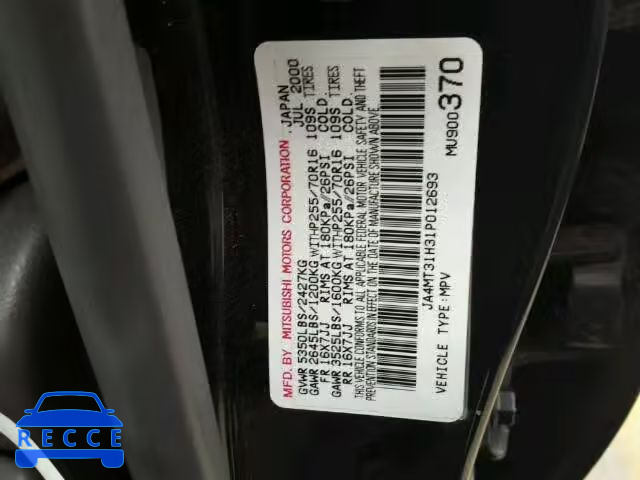 MFD. BY MITSUBISHI MOTORS CORPORATION. JAPAN
GVWR 5350LBS/2427KG JUL 2000
GAWR 2645LBS/1200KG WITH P255/70R16 109S TIRES
FR 16X7JJ RIMS AT 180KPa/26PSI COLD.
GAWR 3525LBS/1600KG WITH P255/70R16 109S TIRES
RR 16X7JJ RIMS AT 180KPa/26PSI COLD.
THIS VEHICLE CONFORMS TO ALL APPLICABLE FEDERAL MOTOR VEHICLE SAFETY AND THEFT
PREVENTION STANDARDS IN EFFECT ON THE DATE OF MANUFACTURE SHOWN ABOVE.
JA4MT31H31P012693
VEHICLE TYPE:MPV MU900370
RECCE